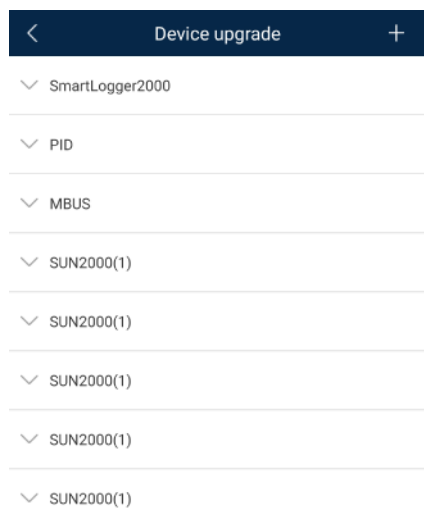 Device upgrade
SmartLogger2000
PID
MBUS
SUN2000(1)
SUN2000(1)
SUN2000(1)
SUN2000(1)
SUN2000(1)